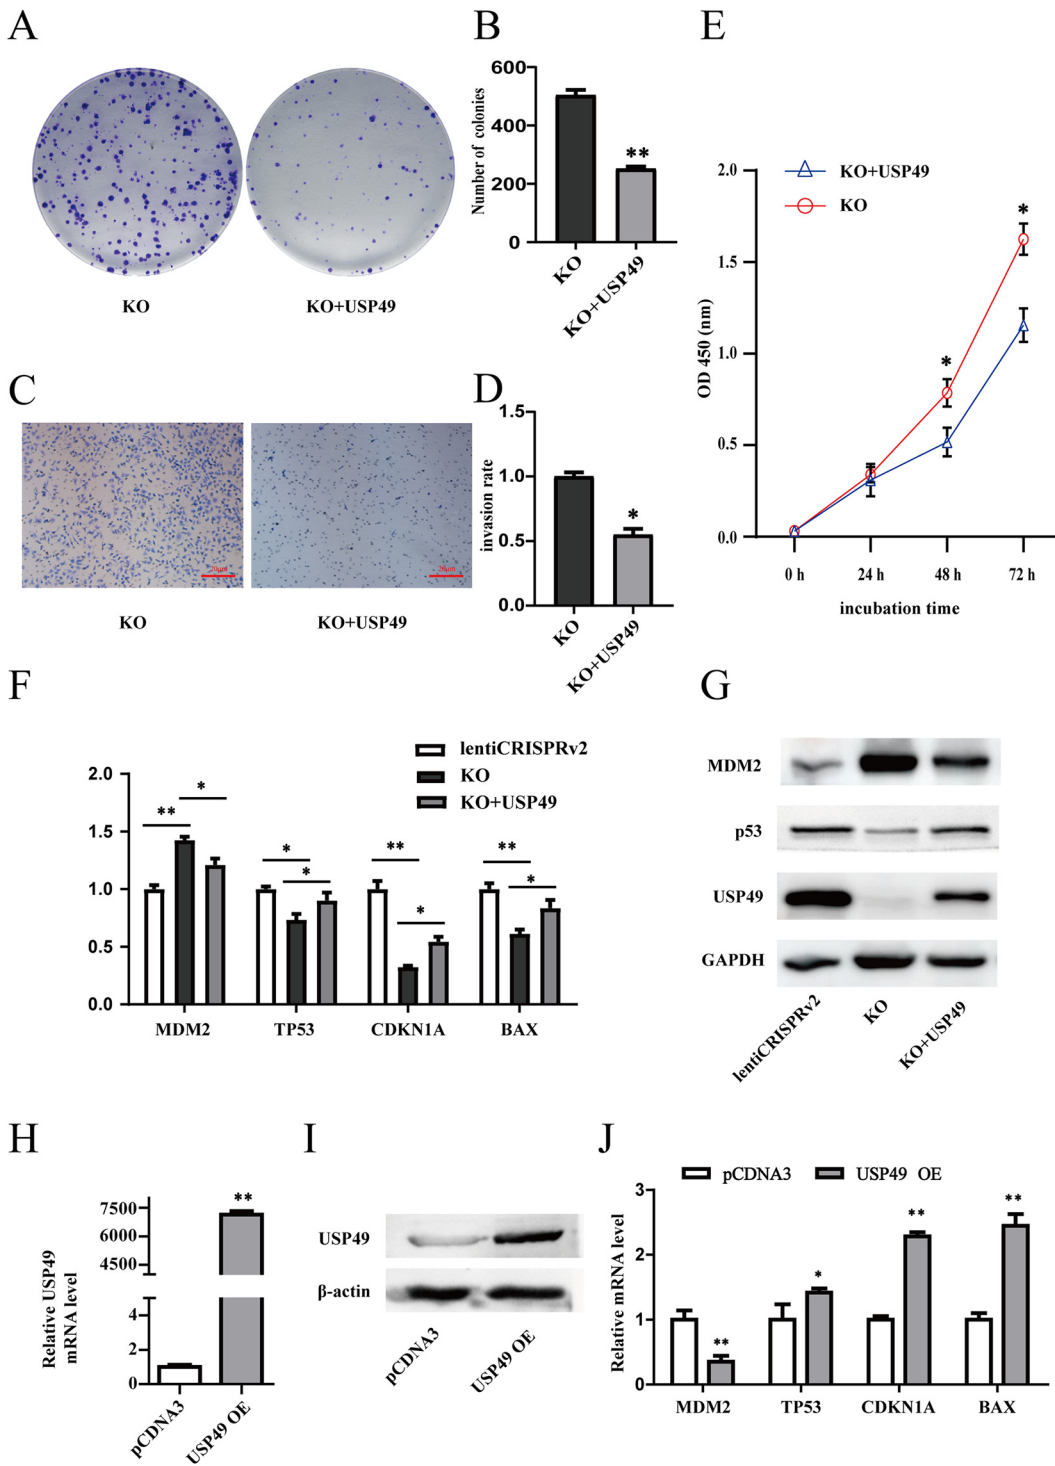 A
KO
KO+USP49
B
Number of colonies
600
400
200
0
**
KO
KO+USP49
C
20um
20um
KO
KO+USP49
D
invasion rate
1.5
1.0
0.5
0.0
*
KO
KO+USP49
E
KO+USP49
KO
OD 450 (nm)
2.0
1.5
1.0
0.5
0.0
*
*
0 h
24 h
48 h
72 h
incubation time
F
lentiCRISPRv2
KO
KO+USP49
2.0
1.5
1.0
0.5
0.0
**
*
*
*
**
*
**
*
MDM2
TP53
CDKN1A
BAX
G
MDM2
p53
USP49
GAPDH
lentiCRISPRv2
KO
KO+USP49
H
Relative USP49
mRNA level
7500
6000
4500
4
2
0
**
pCDNA3
USP49 OE
I
USP49
β-actin
pCDNA3
USP49 OE
J
pCDNA3
USP49 OE
Relative mRNA level
3
2
1
0
**
*
**
**
MDM2
TP53
CDKN1A
BAX